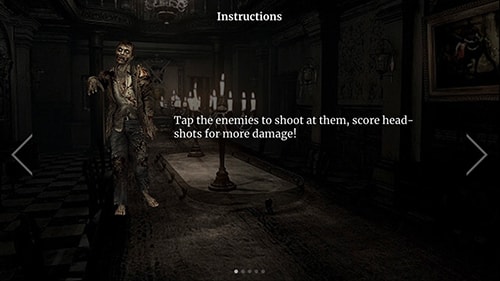 Instructions
Tap the enemies to shoot at them, score head-
shots for more damage!